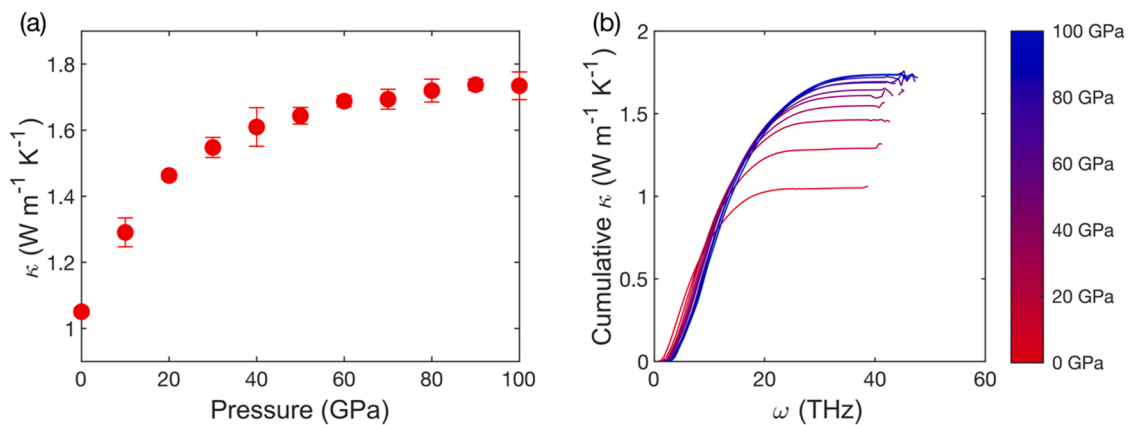 (a)
κ (W m⁻¹ K⁻¹)
1.8
1.6
1.4
1.2
1
0 20 40 60 80 100
Pressure (GPa)
(b)
Cumulative κ (W m⁻¹ K⁻¹)
2
1.5
1
0.5
0
0 20 40 60
ω (THz)
100 GPa
80 GPa
60 GPa
40 GPa
20 GPa
0 GPa